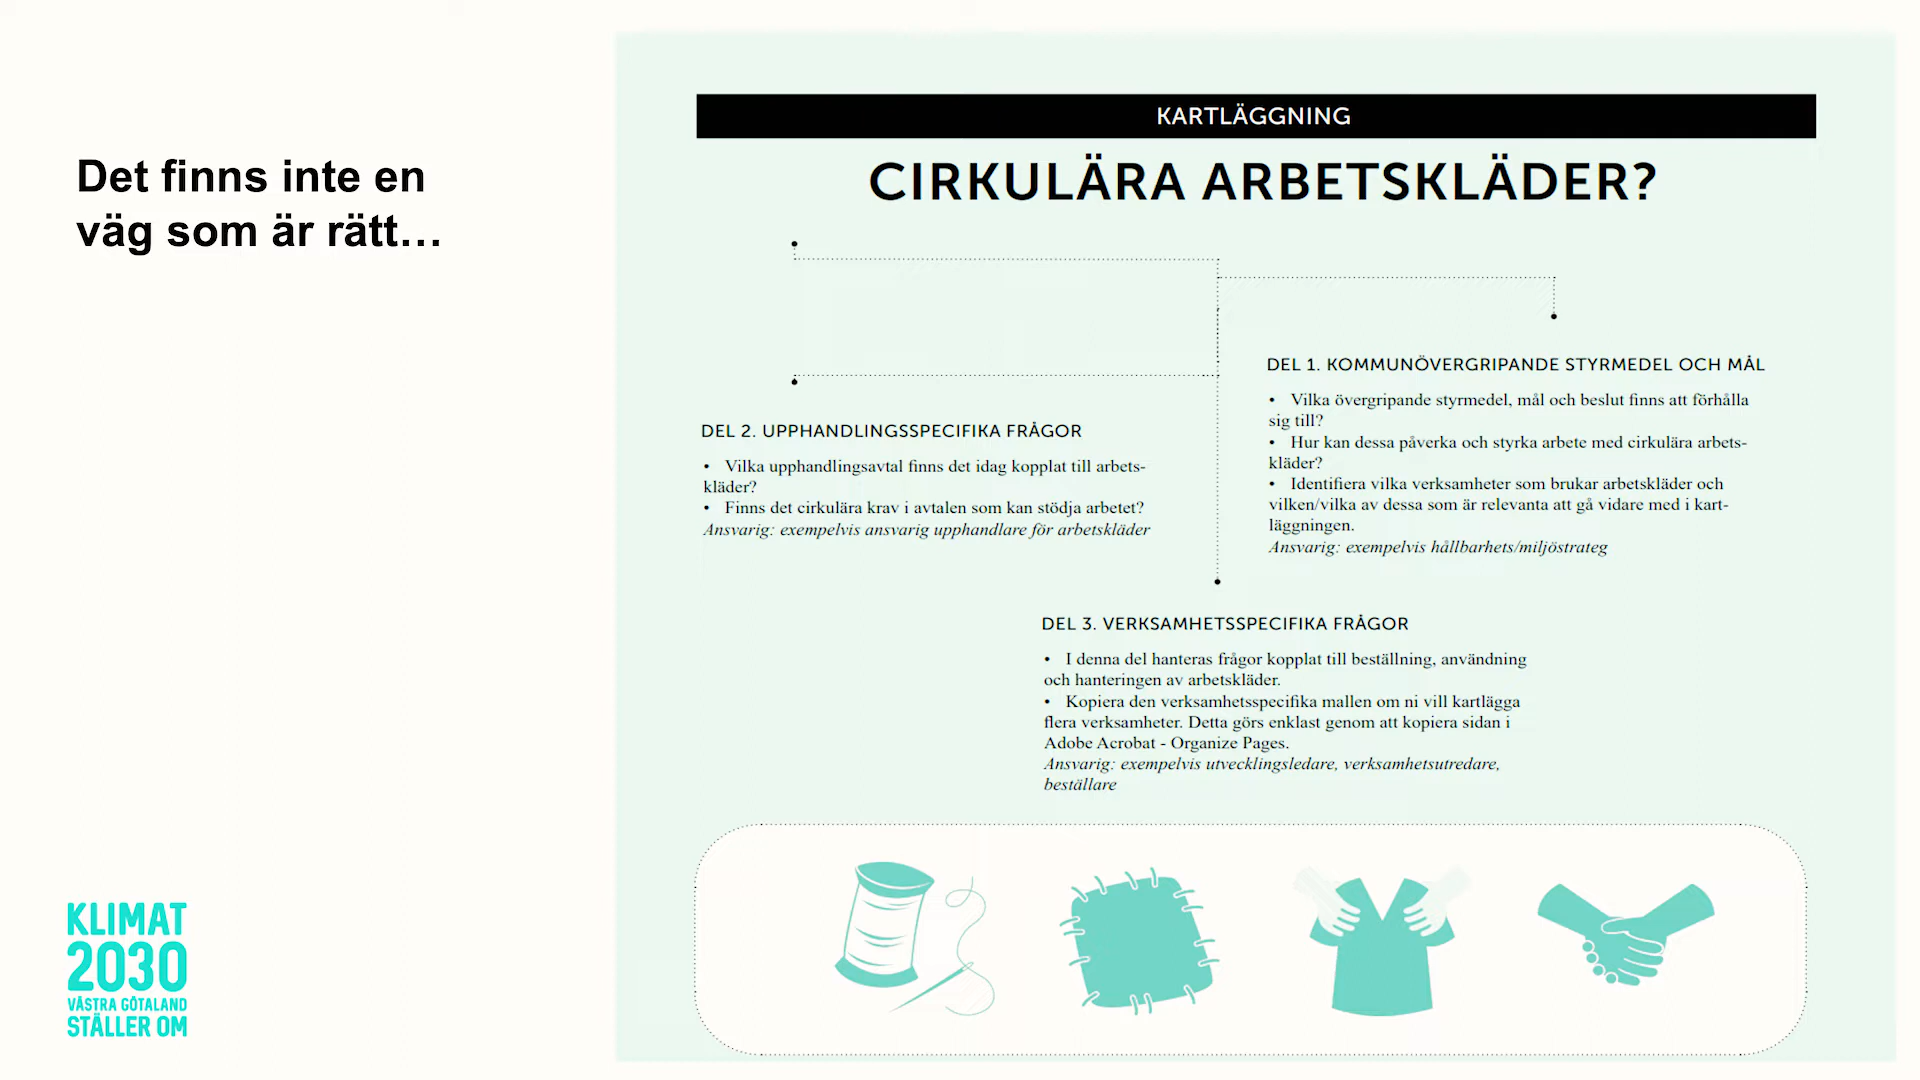 Det finns inte en
väg som är rätt…
KARTLÄGGNING
CIRKULÄRA ARBETSKLÄDER?
DEL 1. KOMMUNÖVERGRIPANDE STYRMEDEL OCH MÅL
• Vilka övergripande styrmedel, mål och beslut finns att förhålla
sig till?
• Hur kan dessa påverka och styrka arbete med cirkulära arbets-
kläder?
• Identifiera vilka verksamheter som brukar arbetskläder och
vilken/vilka av dessa som är relevanta att gå vidare med i kart-
läggningen.
Ansvarig: exempelvis hållbarhets/miljöstrateg
DEL 2. UPPHANDLINGSSPECIFIKA FRÅGOR
• Vilka upphandlingsavtal finns det idag kopplat till arbets-
kläder?
• Finns det cirkulära krav i avtalen som kan stödja arbetet?
Ansvarig: exempelvis ansvarig upphandlare för arbetskläder
DEL 3. VERKSAMHETSSPECIFIKA FRÅGOR
• I denna del hanteras frågor kopplat till beställning, användning
och hanteringen av arbetskläder.
• Kopiera den verksamhetsspecifika mallen om ni vill kartlägga
flera verksamheter. Detta görs enklast genom att kopiera sidan i
Adobe Acrobat - Organize Pages.
Ansvarig: exempelvis utvecklingsledare, verksamhetsutredare,
beställare
KLIMAT
2030
VÄSTRA GÖTALAND
STÄLLER OM